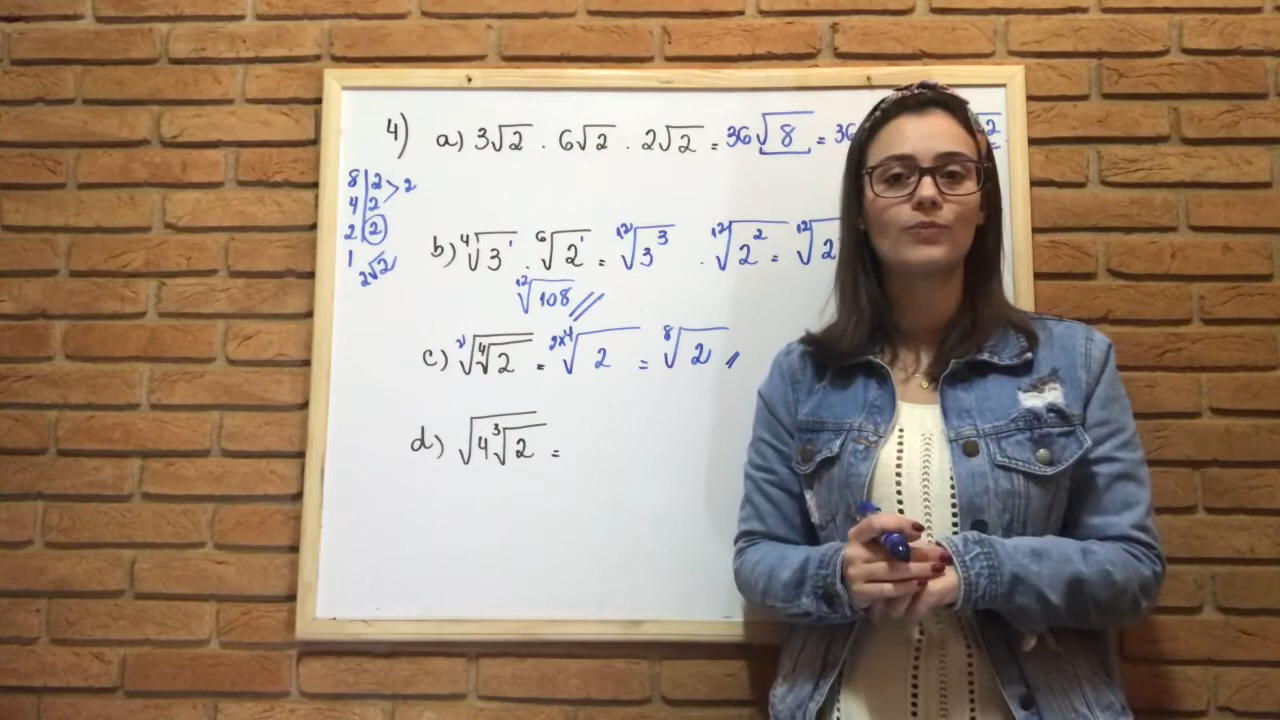 4) a) 3√2 . 6√2 . 2√2 = 36√8 = 36
8 | 2 > 2
4 | 2
2 | 2
1
2√2
b) ⁴√3¹ . ⁶√2¹ = ¹²√3³ . ¹²√2² = ¹²√2
¹²√108 //
c) ²√⁴√2 = ²ˣ⁴√2 = ⁸√2 //
d) √4³√2 =